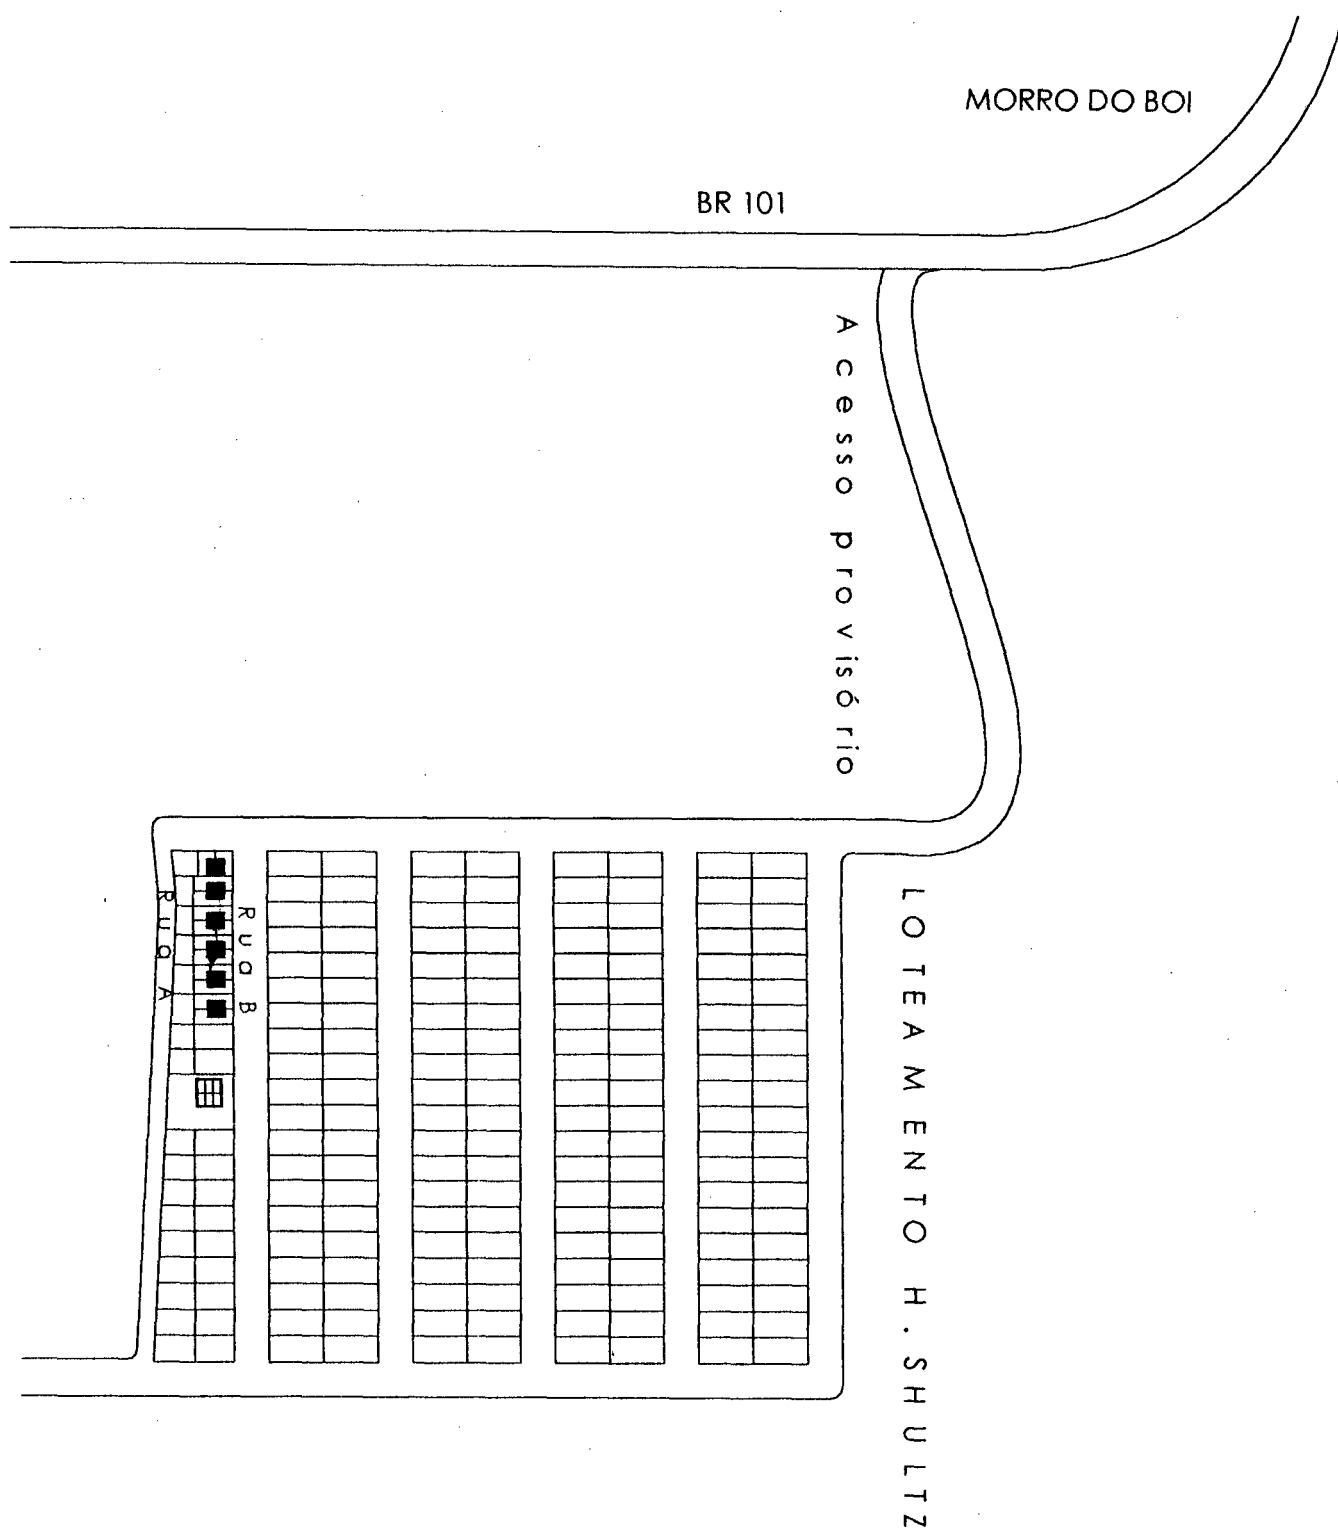 MORRO DO BOI
BR 101
Acesso provisório
Rua A
Rua B
LOTEAMENTO H. SHULTZ